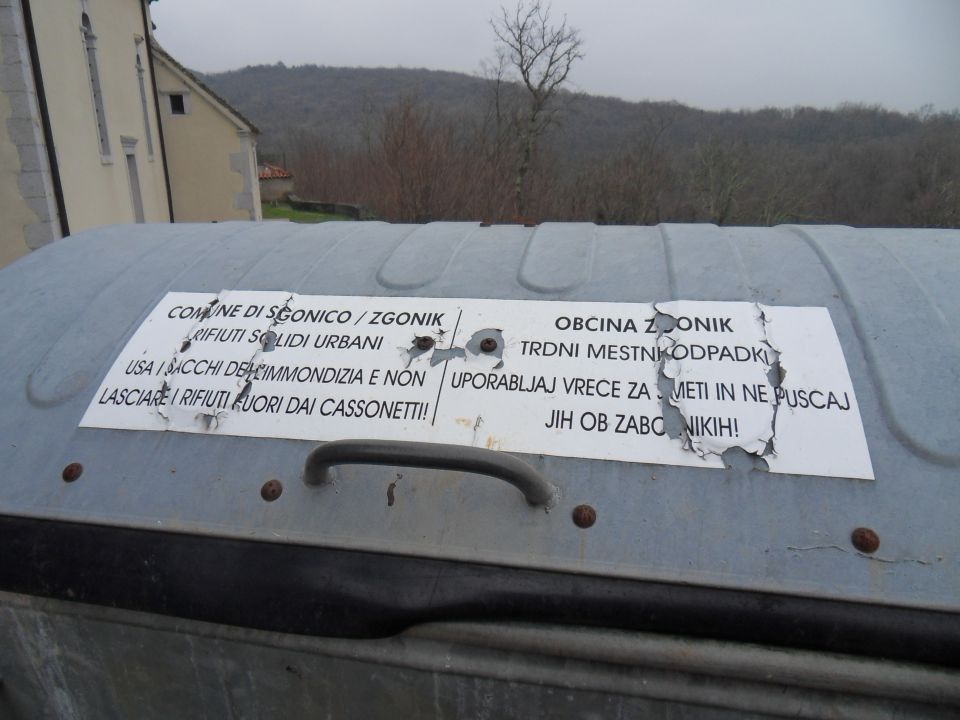 COMUNE DI SGONICO / ZGONIK
RIFIUTI SOLIDI URBANI
USA I SACCHI DELL'IMMONDIZIA E NON
LASCIARE I RIFIUTI FUORI DAI CASSONETTI!
OBCINA ZGONIK
TRDNI MESTNI ODPADKI
UPORABLJAJ VRECE ZA SMETI IN NE PUSCAJ
JIH OB ZABOJNIKIH!